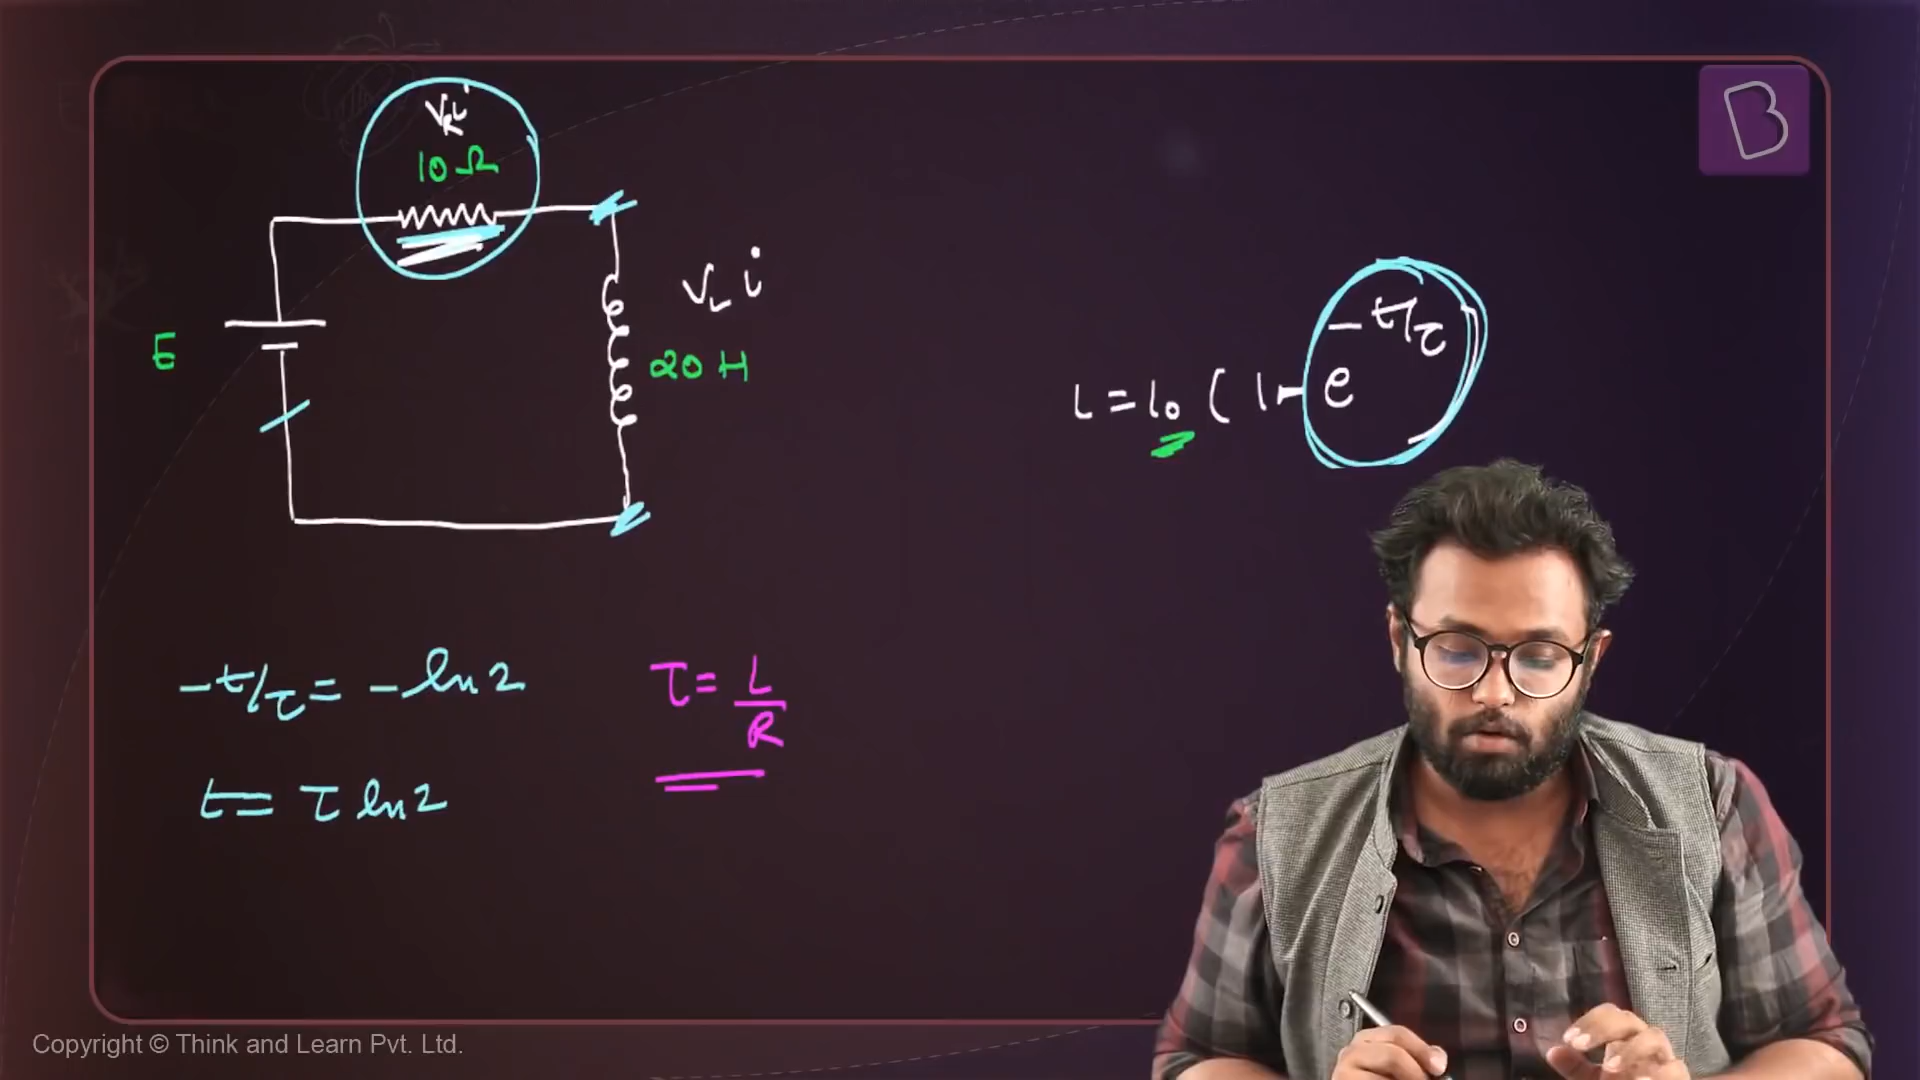 V_R i
10 Ω
E
V_L i
20 H
i = i₀ ( 1 - e^{-t/τ}
-t/τ = -ln 2
τ = L/R
t = τ ln 2
B
Copyright © Think and Learn Pvt. Ltd.